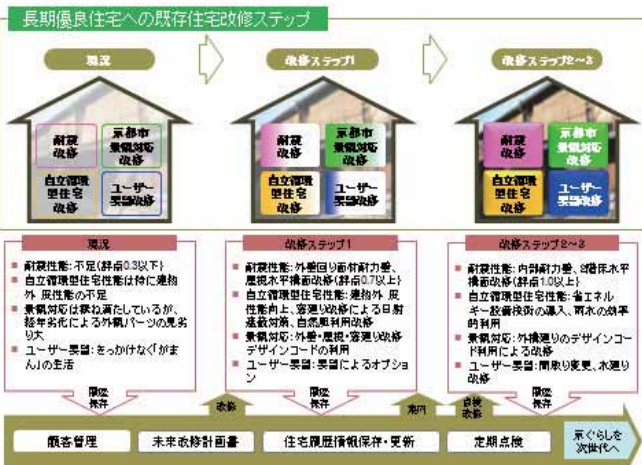 長期優良住宅への既存住宅改修ステップ
現況
改修ステップ1
改修ステップ2～3
耐震
改修
京都市
景観対応
改修
自立循環
型住宅
改修
ユーザー
要望改修
耐震
改修
京都市
景観対応
改修
自立循環
型住宅
改修
ユーザー
要望改修
耐震
改修
京都市
景観対応
改修
自立循環
型住宅
改修
ユーザー
要望改修
現況
■ 耐震性能：不足（評点0.3以下）
■ 自立循環型住宅性能は特に建物
外皮性能の不足
■ 景観対応は概ね満たしているが、
経年劣化による外観パーツの見劣
り大
■ ユーザー要望：きっかけなく「がま
ん」の生活
改修ステップ1
■ 耐震性能：外壁回り面材耐力壁、
屋根水平構面改修（評点0.7以上）
■ 自立循環型住宅性能：建物外皮
性能向上、窓廻り改修による日射
遮蔽対策、自然風利用改修
■ 景観対応：外壁・屋根・窓廻り改修
デザインコードの利用
■ ユーザー要望：要望によるオプショ
ン
改修ステップ2～3
■ 耐震性能：内部耐力壁、2階床水平
構面改修（評点1.0以上）
■ 自立循環型住宅性能：省エネル
ギー設備技術の導入、雨水の効率
的利用
■ 景観対応：外構廻りのデザインコー
ド利用による改修
■ ユーザー要望：間取り変更、水廻り
改修
履歴
保存
改修
履歴
保存
案内
点検
改修
履歴
保存
顧客管理
未来改修計画書
住宅履歴情報保存・更新
定期点検
京ぐらしを
次世代へ